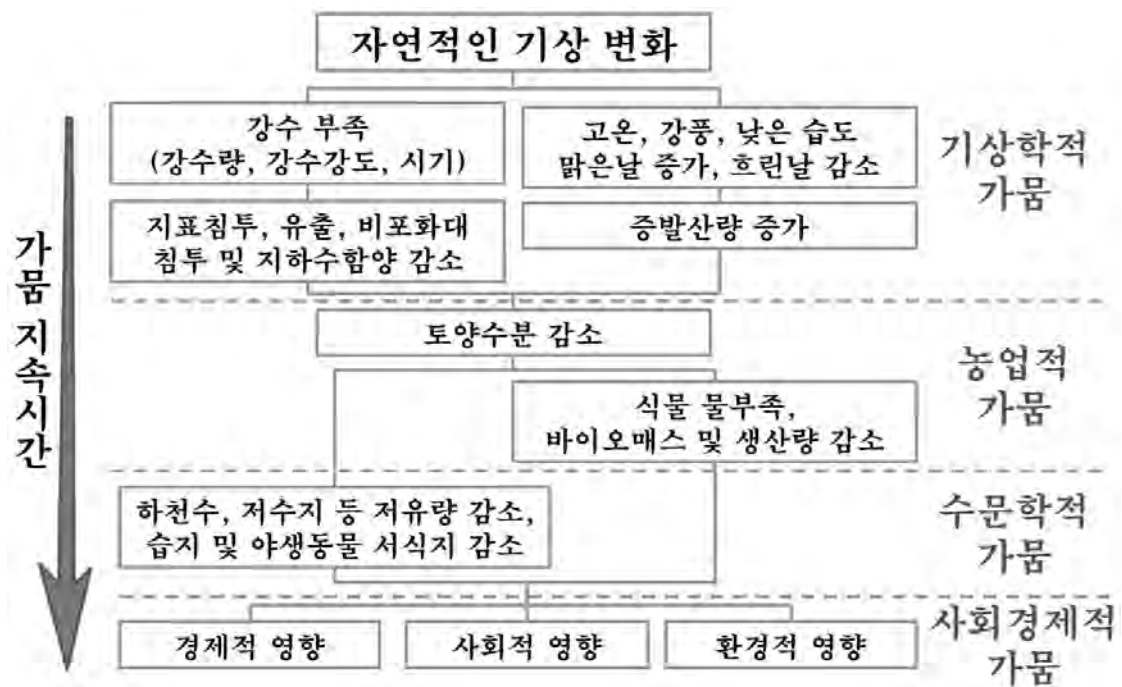 자연적인 기상 변화
강수 부족
(강수량, 강수강도, 시기)
고온, 강풍, 낮은 습도
맑은날 증가, 흐린날 감소
기상학적
가뭄
지표침투, 유출, 비포화대
침투 및 지하수함양 감소
증발산량 증가
가뭄 지속시간
토양수분 감소
농업적
가뭄
식물 물부족,
바이오매스 및 생산량 감소
하천수, 저수지 등 저유량 감소,
습지 및 야생동물 서식지 감소
수문학적
가뭄
경제적 영향
사회적 영향
환경적 영향
사회경제적
가뭄